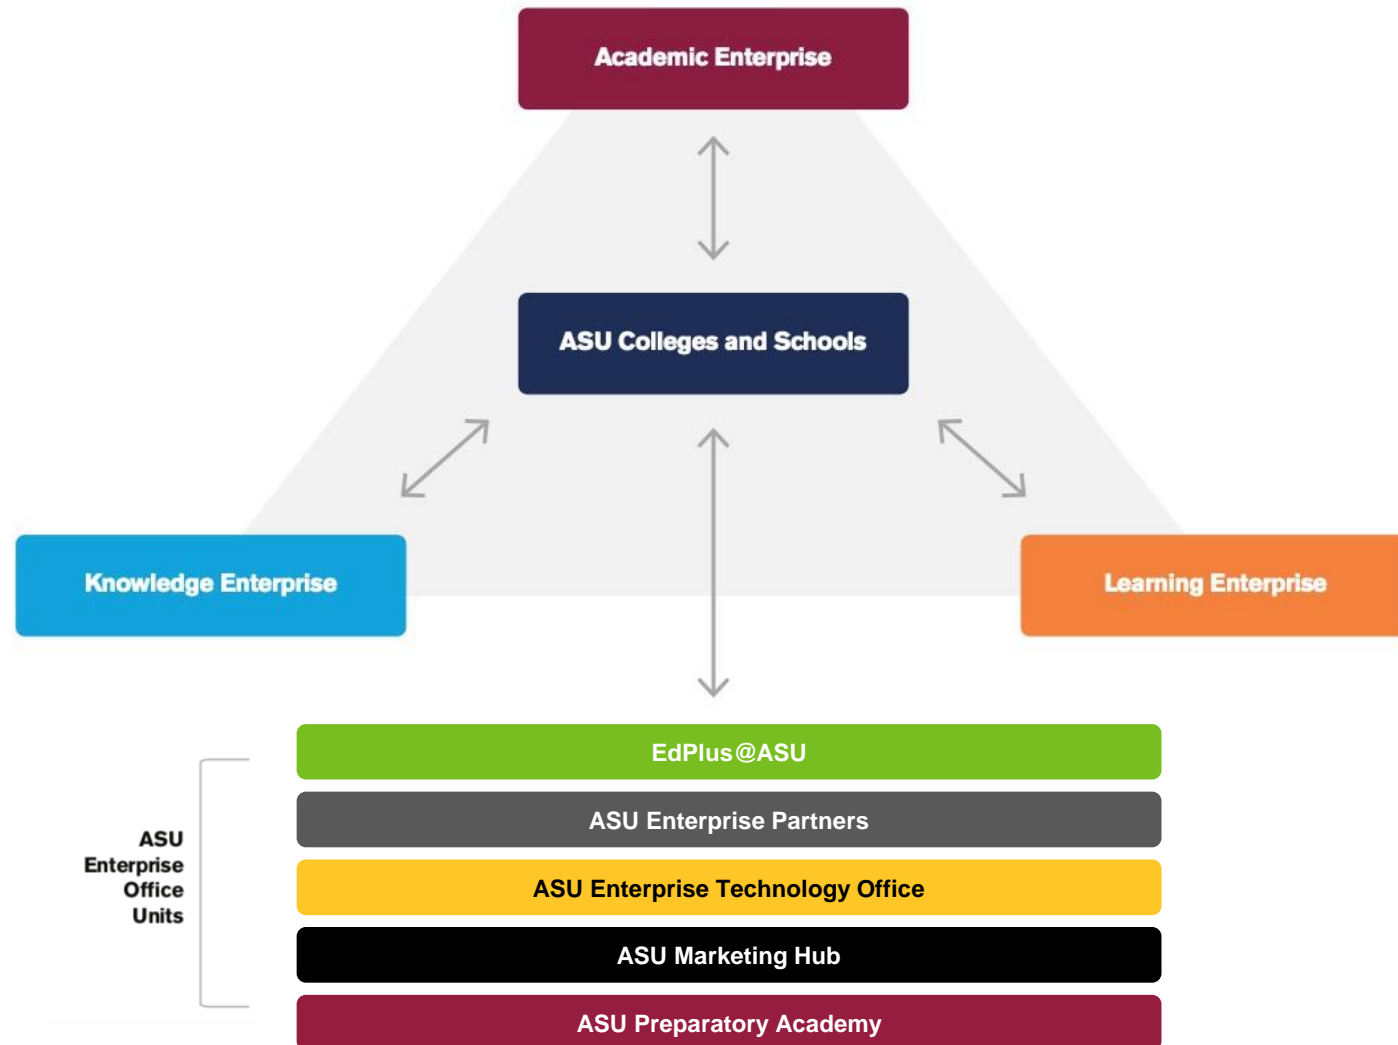 Academic Enterprise
ASU Colleges and Schools
Knowledge Enterprise
Learning Enterprise
EdPlus@ASU
ASU Enterprise Partners
ASU Enterprise Technology Office
ASU Marketing Hub
ASU Preparatory Academy
ASU
Enterprise
Office
Units